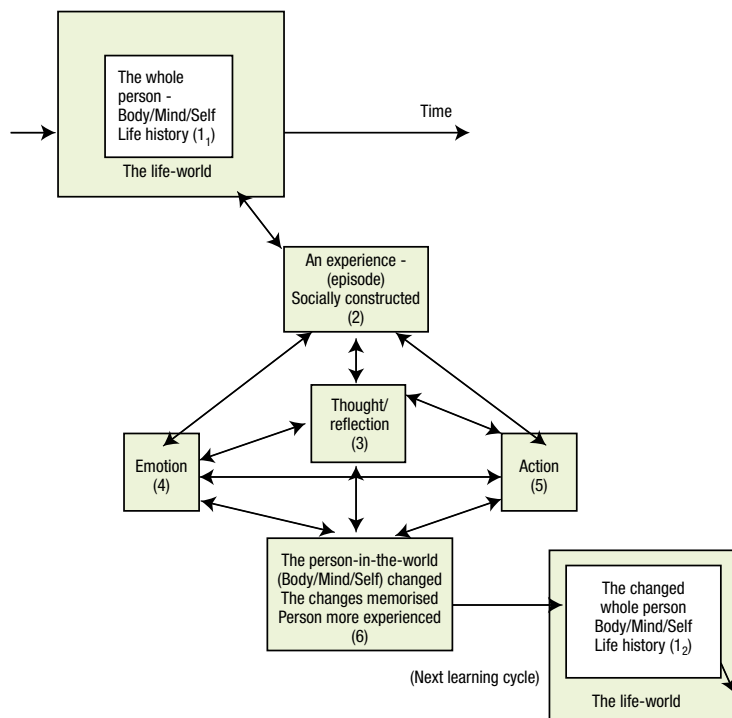 The whole
person -
Body/Mind/Self
Life history (1₁)
The life-world
Time
An experience -
(episode)
Socially constructed
(2)
Thought/
reflection
(3)
Emotion
(4)
Action
(5)
The person-in-the-world
(Body/Mind/Self) changed
The changes memorised
Person more experienced
(6)
The changed
whole person
Body/Mind/Self
Life history (1₂)
(Next learning cycle)
The life-world